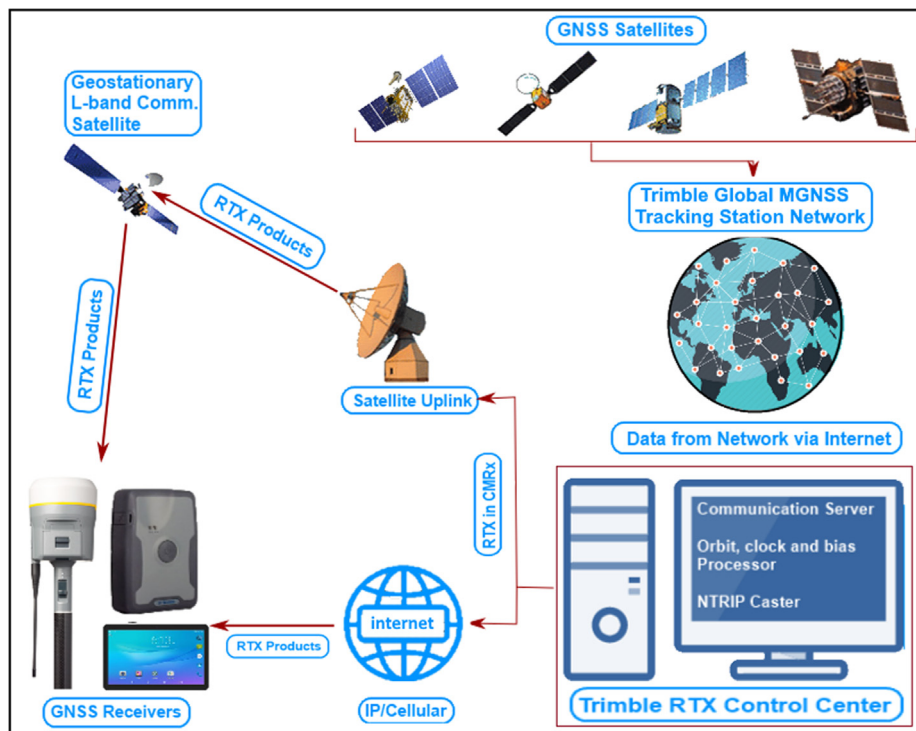 GNSS Satellites
Geostationary
L-band Comm.
Satellite
Trimble Global MGNSS
Tracking Station Network
RTX Products
RTX Products
Satellite Uplink
Data from Network via Internet
RTX in CMRx
Communication Server
Orbit, clock and bias
Processor
NTRIP Caster
internet
RTX Products
GNSS Receivers
IP/Cellular
Trimble RTX Control Center